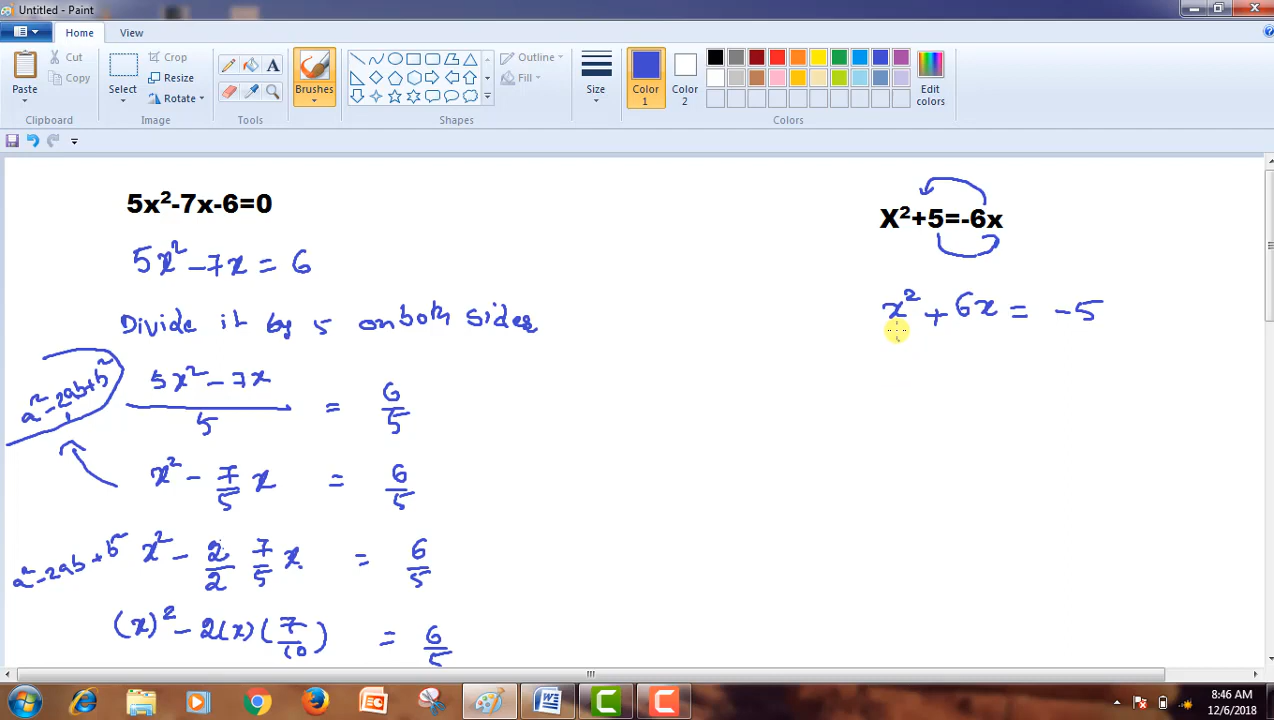 Untitled - Paint
Home View
Paste
Cut
Copy
Clipboard
Select
Crop
Resize
Rotate
Image
A
Tools
Brushes
Outline
Fill
Shapes
Size
Color 1
Color 2
Edit colors
Colors
5x²-7x-6=0
5x² - 7x = 6
Divide it by 5 on both sides
a² - 2ab + b²
5x² - 7x / 5 = 6/5
x² - 7/5 x = 6/5
a² - 2ab + b² x² - 2/2 7/5 x = 6/5
(x)² - 2(x)(7/10) = 6/5
X²+5=-6x
x² + 6x = -5
8:46 AM
12/6/2018